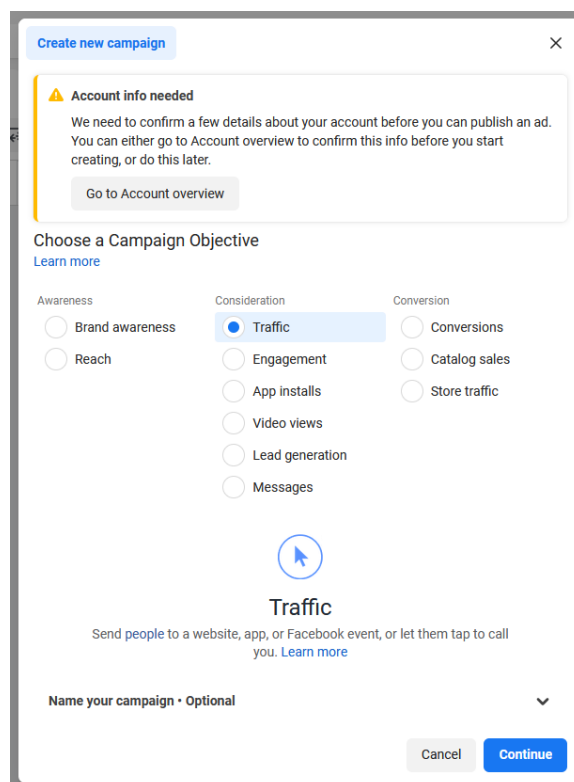 Create new campaign
Account info needed
We need to confirm a few details about your account before you can publish an ad.
You can either go to Account overview to confirm this info before you start
creating, or do this later.
Go to Account overview
Choose a Campaign Objective
Learn more
Awareness
Brand awareness
Reach
Consideration
Traffic
Engagement
App installs
Video views
Lead generation
Messages
Conversion
Conversions
Catalog sales
Store traffic
Traffic
Send people to a website, app, or Facebook event, or let them tap to call
you. Learn more
Name your campaign • Optional
Cancel
Continue